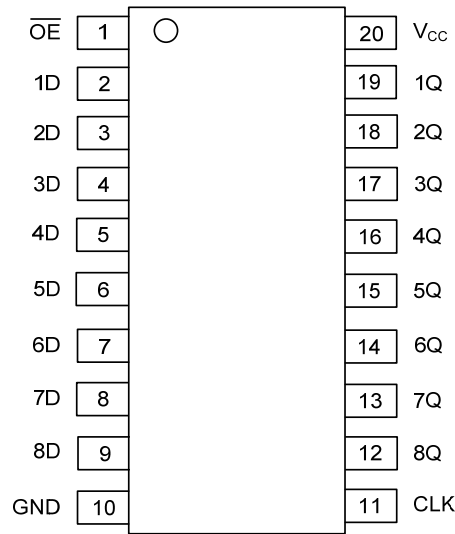 O̅E̅ 1 20 VCC
1D 2 19 1Q
2D 3 18 2Q
3D 4 17 3Q
4D 5 16 4Q
5D 6 15 5Q
6D 7 14 6Q
7D 8 13 7Q
8D 9 12 8Q
GND 10 11 CLK